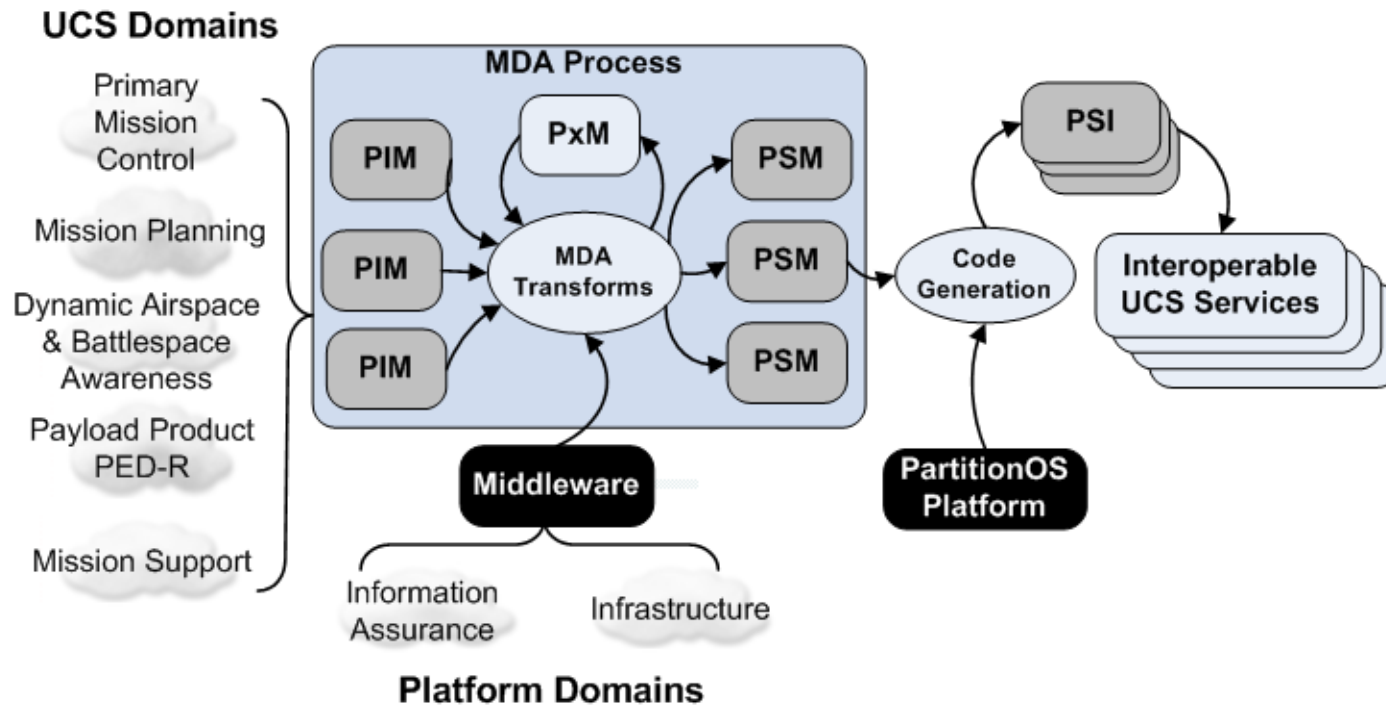 UCS Domains
Primary
Mission
Control
Mission Planning
Dynamic Airspace
& Battlespace
Awareness
Payload Product
PED-R
Mission Support
MDA Process
PIM
PIM
PIM
PxM
MDA
Transforms
PSM
PSM
PSM
Middleware
Information
Assurance
Infrastructure
Platform Domains
Code
Generation
PartitionOS
Platform
PSI
Interoperable
UCS Services